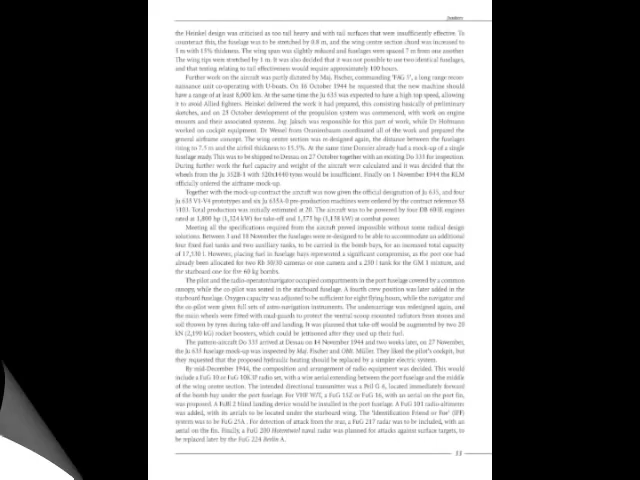 Junkers
the Heinkel design was criticised as too tail heavy and with tail surfaces that were insufficiently effective. To
counteract this, the fuselage was to be stretched by 0.8 m, and the wing centre section chord was increased to
5 m with 13% thickness. The wing span was slightly reduced and fuselages were spaced 7 m from one another.
The wing tips were stretched by 1 m. It was also decided that it was not possible to use two identical fuselages,
and that testing relating to tail effectiveness would require approximately 100 hours.
Further work on the aircraft was partly dictated by Maj. Fischer, commanding 'FAG 5', a long range recon-
naissance unit co-operating with U-boats. On 16 October 1944 he requested that the new machine should
have a range of at least 8,000 km. At the same time the Ju 635 was expected to have a high top speed, allowing
it to avoid Allied fighters. Heinkel delivered the work it had prepared, this consisting basically of preliminary
sketches, and on 23 October development of the propulsion system was commenced, with work on engine
mounts and their associated systems. Ing. Jaksch was responsible for this part of work, while Dr Hofmann
worked on cockpit equipment. Dr Wessel from Oranienbaum coordinated all of the work and prepared the
general airframe concept. The wing centre section was re-designed again, the distance between the fuselages
rising to 7.5 m and the airfoil thickness to 15.5%. At the same time Dornier already had a mock-up of a single
fuselage ready. This was to be shipped to Dessau on 27 October together with an existing Do 335 for inspection.
During further work the fuel capacity and weight of the aircraft were calculated and it was decided that the
wheels from the Ju 352B-1 with 520x1440 tyres would be insufficient. Finally on 1 November 1944 the RLM
officially ordered the airframe mock-up.
Together with the mock-up contract the aircraft was now given the official designation of Ju 635, and four
Ju 635 V1-V4 prototypes and six Ju 635A-0 pre-production machines were ordered by the contract reference
Total production was initially estimated at 20. The aircraft was to be powered by four DB 603E engines
rated at 1,800 hp (1,324 kW) for take-off and 1,575 hp (1,158 kW) at combat power.
Meeting all the specifications required from the aircraft proved impossible without some radical design
solutions. Between 3 and 18 November the fuselages were re-designed to be able to accommodate an additional
four fixed fuel tanks and two auxiliary tanks, to be carried in the bomb bays, for an increased total capacity
of 17,330 l. However, placing fuel in fuselage bays represented a significant compromise, as the port one had
already been allocated for two Rb 50/30 cameras or one camera and a 230 l tank for the GM 1 mixture, and
the starboard one for five 60 kg bombs.
The pilot and the radio-operator/navigator occupied compartments in the port fuselage covered by a common
canopy, while the co-pilot was seated in the starboard fuselage. A fourth crew position was later added in the
starboard fuselage. Oxygen capacity was adjusted to be sufficient for eight flying hours, while the navigator and
the co-pilot were given full sets of astro-navigation instruments. The undercarriage was redesigned again, and
the main wheels were fitted with mud-guards to protect the ventral scoop mounted radiators from stones and
soil thrown by tyres during take off and landing. It was planned that take-off would be augmented by two 20
kN (2,190 kG) rocket boosters, which could be jettisoned after they used up their fuel.
The pattern-aircraft Do 335 arrived at Dessau on 14 November 1944 and two weeks later, on 27 November,
the Ju 635 fuselage mock-up was inspected by Maj. Fischer and Oblt. Müller. They liked the pilot's cockpit, but
they requested that the proposed hydraulic heating should be replaced by a simpler electric system.
By mid-December 1944, the composition and arrangement of radio equipment was decided. This would
include a FuG 10 or FuG 10K3F radio set, with a wire aerial extending between the port fuselage and the middle
of the wing centre section. The intended directional transmitter was a Peil G 6, located immediately forward
of the bomb bay under the port fuselage. For VHF W/T, a FuG 15Z or FuG 16, with an aerial on the port fin,
was proposed. A FuBl 2 blind landing device would be installed in the port fuselage. A FuG 101 radio-altimeter
was added, with its aerials to be located under the starboard wing. The 'Identification Friend or Foe' (IFF)
system was to be FuG 25A. For detection of attack from the rear, a FuG 217 radar was to be included, with an
aerial on the fin. Finally, a FuG 200 Hohentwiel naval radar was planned for attacks against surface targets, to
be replaced later by the FuG 224 Berlin A.
11